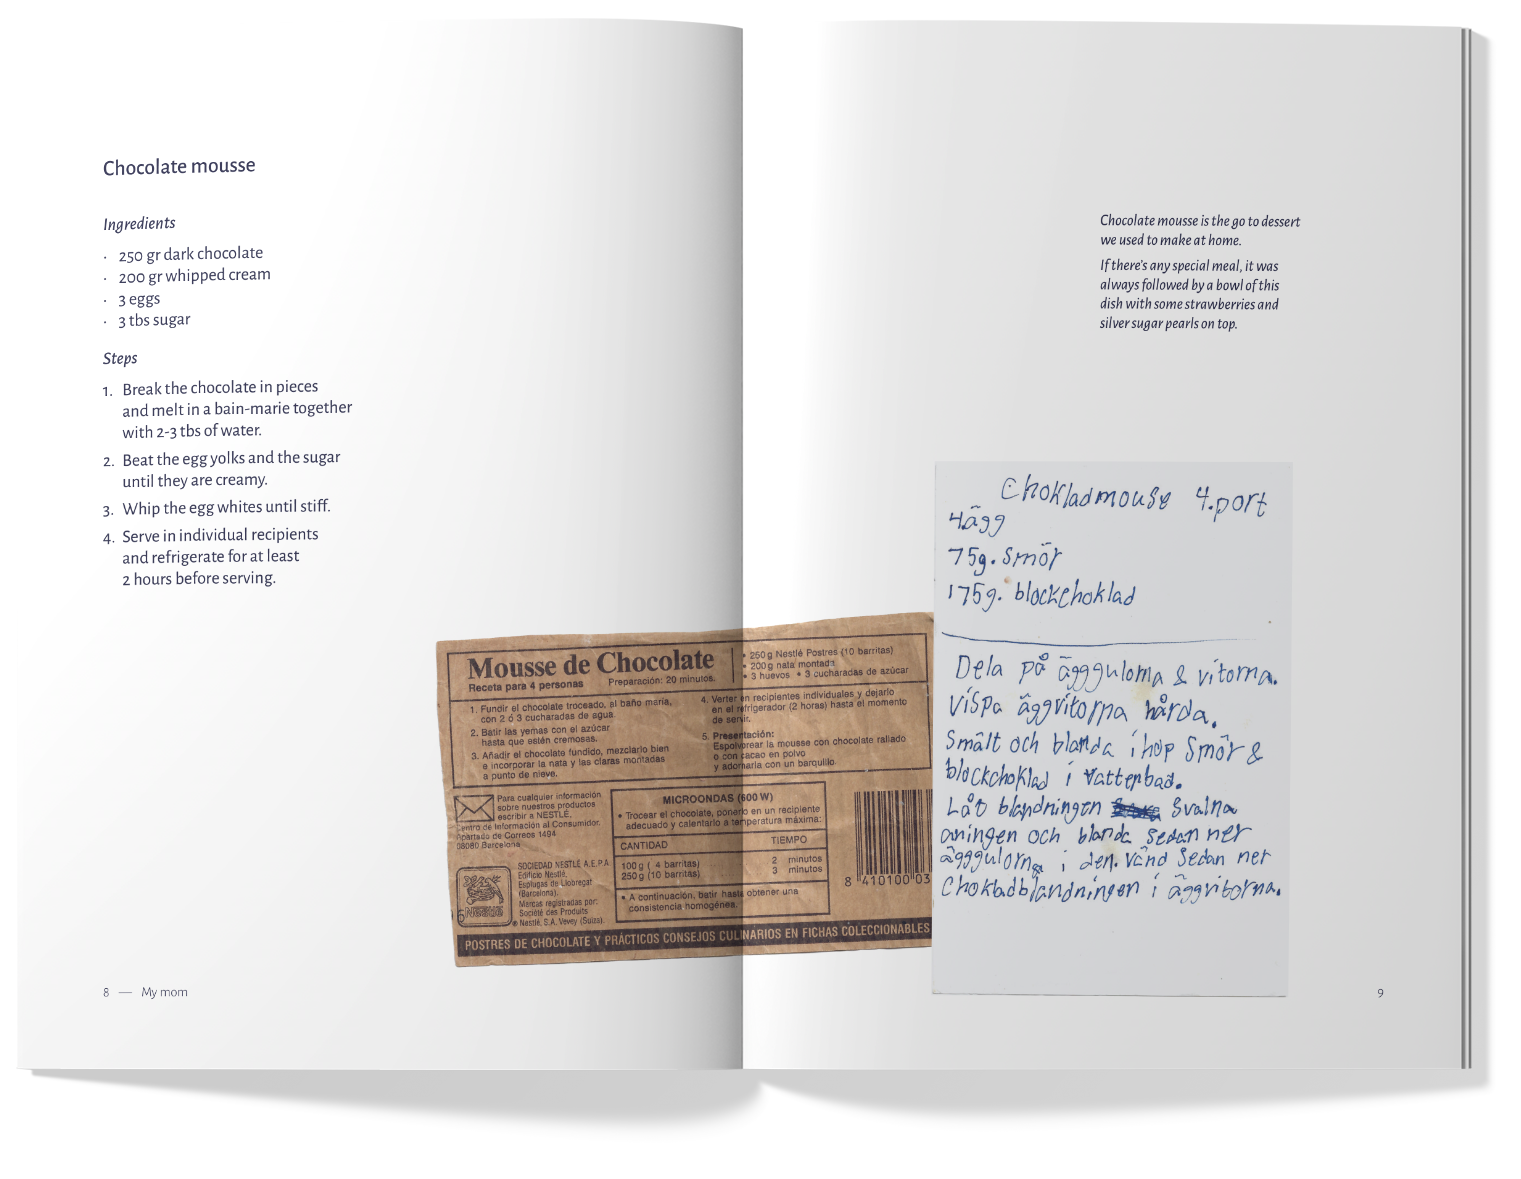 Chocolate mousse
Ingredients
· 250 gr dark chocolate
· 200 gr whipped cream
· 3 eggs
· 3 tbs sugar
Steps
1. Break the chocolate in pieces
and melt in a bain-marie together
with 2-3 tbs of water.
2. Beat the egg yolks and the sugar
until they are creamy.
3. Whip the egg whites until stiff.
4. Serve in individual recipients
and refrigerate for at least
2 hours before serving.
8 — My mom
Mousse de Chocolate
Receta para 4 personas Preparación: 20 minutos.
• 250 g Nestlé Postres (10 barritas)
• 200 g nata montada
• 3 huevos • 3 cucharadas de azúcar
1. Fundir el chocolate troceado, al baño maría,
con 2 ó 3 cucharadas de agua.
2. Batir las yemas con el azúcar
hasta que estén cremosas.
3. Añadir el chocolate fundido, mezclarlo bien
e incorporar la nata y las claras montadas
a punto de nieve.
4. Verter en recipientes individuales y dejarlo
en el refrigerador (2 horas) hasta el momento
de servir.
5. Presentación:
Espolvorear la mousse con chocolate rallado
o con cacao en polvo
y adornarla con un barquillo.
Para cualquier información
sobre nuestros productos
escribir a NESTLÉ.
Centro de Información al Consumidor.
Apartado de Correos 1494
08080 Barcelona
SOCIEDAD NESTLÉ A.E.P.A.
Edificio Nestlé,
Esplugas de Llobregat
(Barcelona).
Marcas registradas por:
Société des Produits
Nestlé, S.A. Vevey (Suiza).
NESTLÉ
MICROONDAS (600 W)
• Trocear el chocolate, ponerlo en un recipiente
adecuado y calentarlo a temperatura máxima:
CANTIDAD TIEMPO
100 g ( 4 barritas) 2 minutos
250 g (10 barritas) 3 minutos
• A continuación, batir hasta obtener una
consistencia homogénea.
8 410100 03
POSTRES DE CHOCOLATE Y PRÁCTICOS CONSEJOS CULINARIOS EN FICHAS COLECCIONABLES
Chocolate mousse is the go to dessert
we used to make at home.
If there's any special meal, it was
always followed by a bowl of this
dish with some strawberries and
silver sugar pearls on top.
Chokladmouse 4.port
4ägg
75g. smör
175g. blockchoklad
Dela på äggguloma & vitorna.
Vispa äggvitorna hårda.
Smält och blanda ihop Smör &
blockchoklad i vattenbad.
Låt blandningen Svalna
aningen och blanda sedan ner
ägggulorna i den. Vänd Sedan ner
Chokladblandningen i äggvitorna.
9